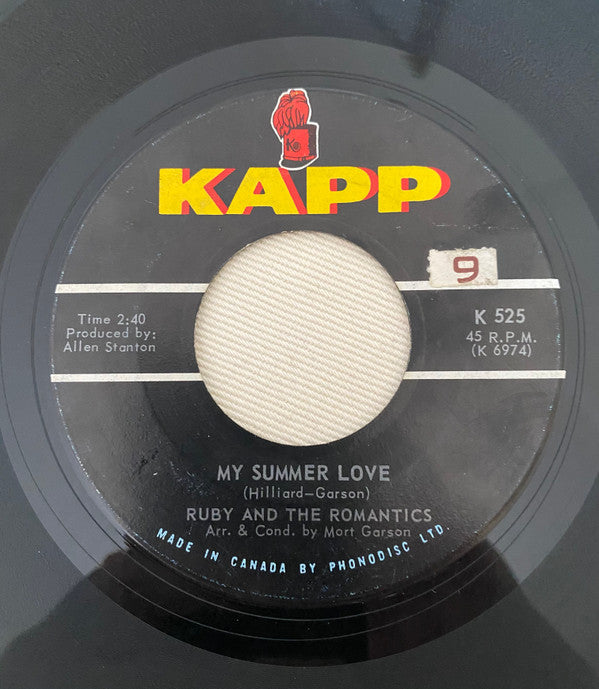 K
KAPP
9
Time 2:40
Produced by:
Allen Stanton
K 525
45 R.P.M.
(K 6974)
MY SUMMER LOVE
(Hilliard—Garson)
RUBY AND THE ROMANTICS
Arr. & Cond. by Mort Garson
MADE IN CANADA BY PHONODISC LTD.